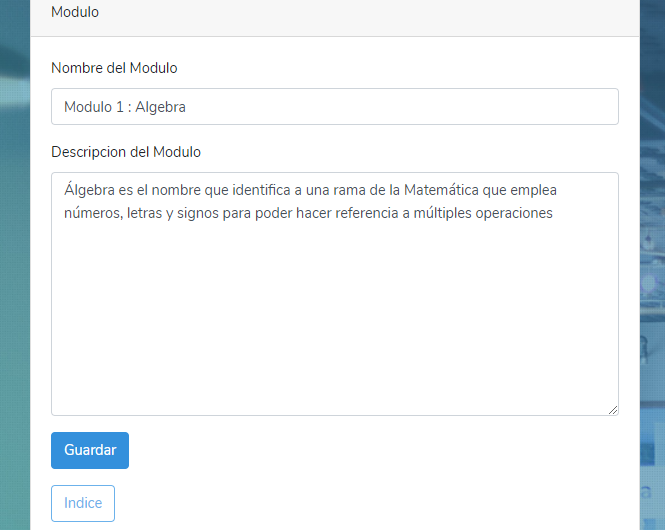 Modulo
Nombre del Modulo
Modulo 1 : Algebra
Descripcion del Modulo
Álgebra es el nombre que identifica a una rama de la Matemática que emplea
números, letras y signos para poder hacer referencia a múltiples operaciones
Guardar
Indice